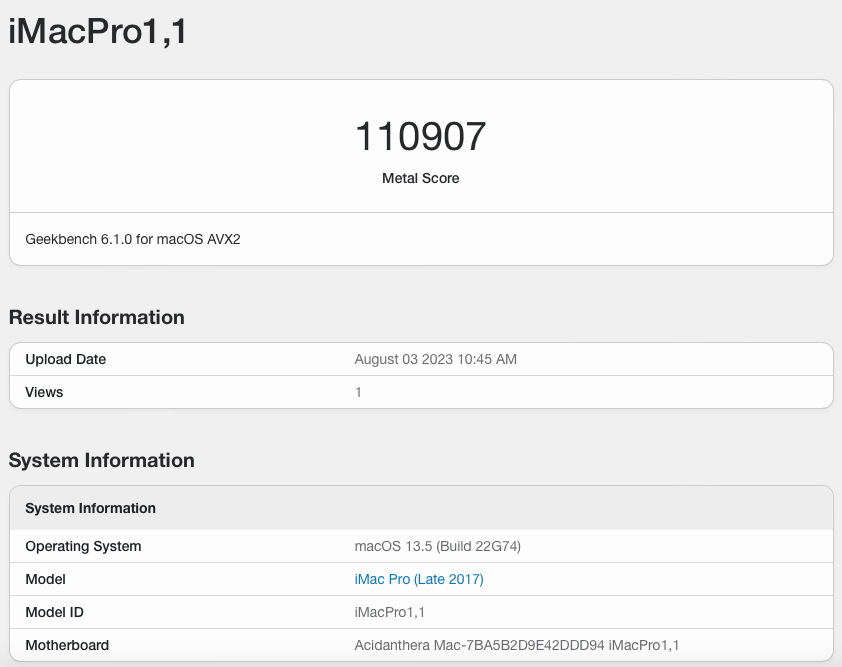 iMacPro1,1
110907
Metal Score
Geekbench 6.1.0 for macOS AVX2
Result Information
Upload Date August 03 2023 10:45 AM
Views 1
System Information
System Information
Operating System macOS 13.5 (Build 22G74)
Model iMac Pro (Late 2017)
Model ID iMacPro1,1
Motherboard Acidanthera Mac-7BA5B2D9E42DDD94 iMacPro1,1